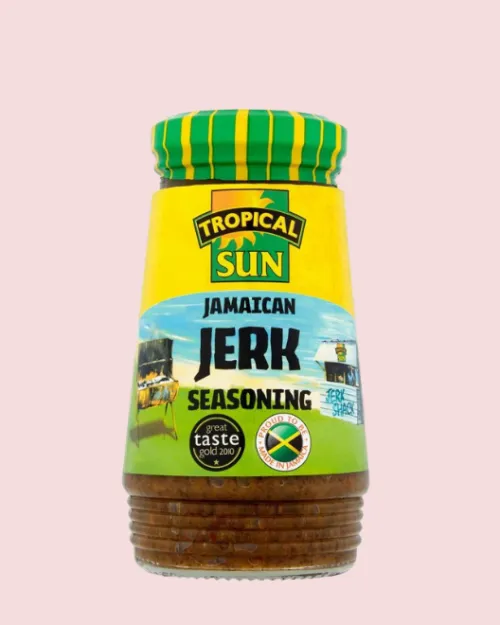 TROPICAL
SUN
JAMAICAN
JERK
SEASONING
JERK
SHACK
great
taste
gold 2010
PROUD TO BE
MADE IN JAMAICA